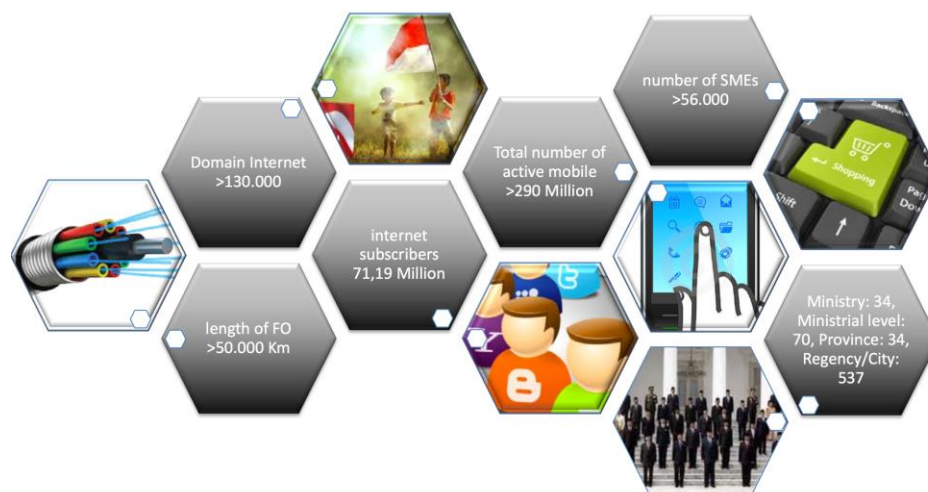 number of SMEs
>56.000
Domain Internet
>130.000
Total number of
active mobile
>290 Million
Backspace
Shopping
Shift
internet
subscribers
71,19 Million
length of FO
>50.000 Km
Ministry: 34,
Ministrial level:
70, Province: 34,
Regency/City:
537